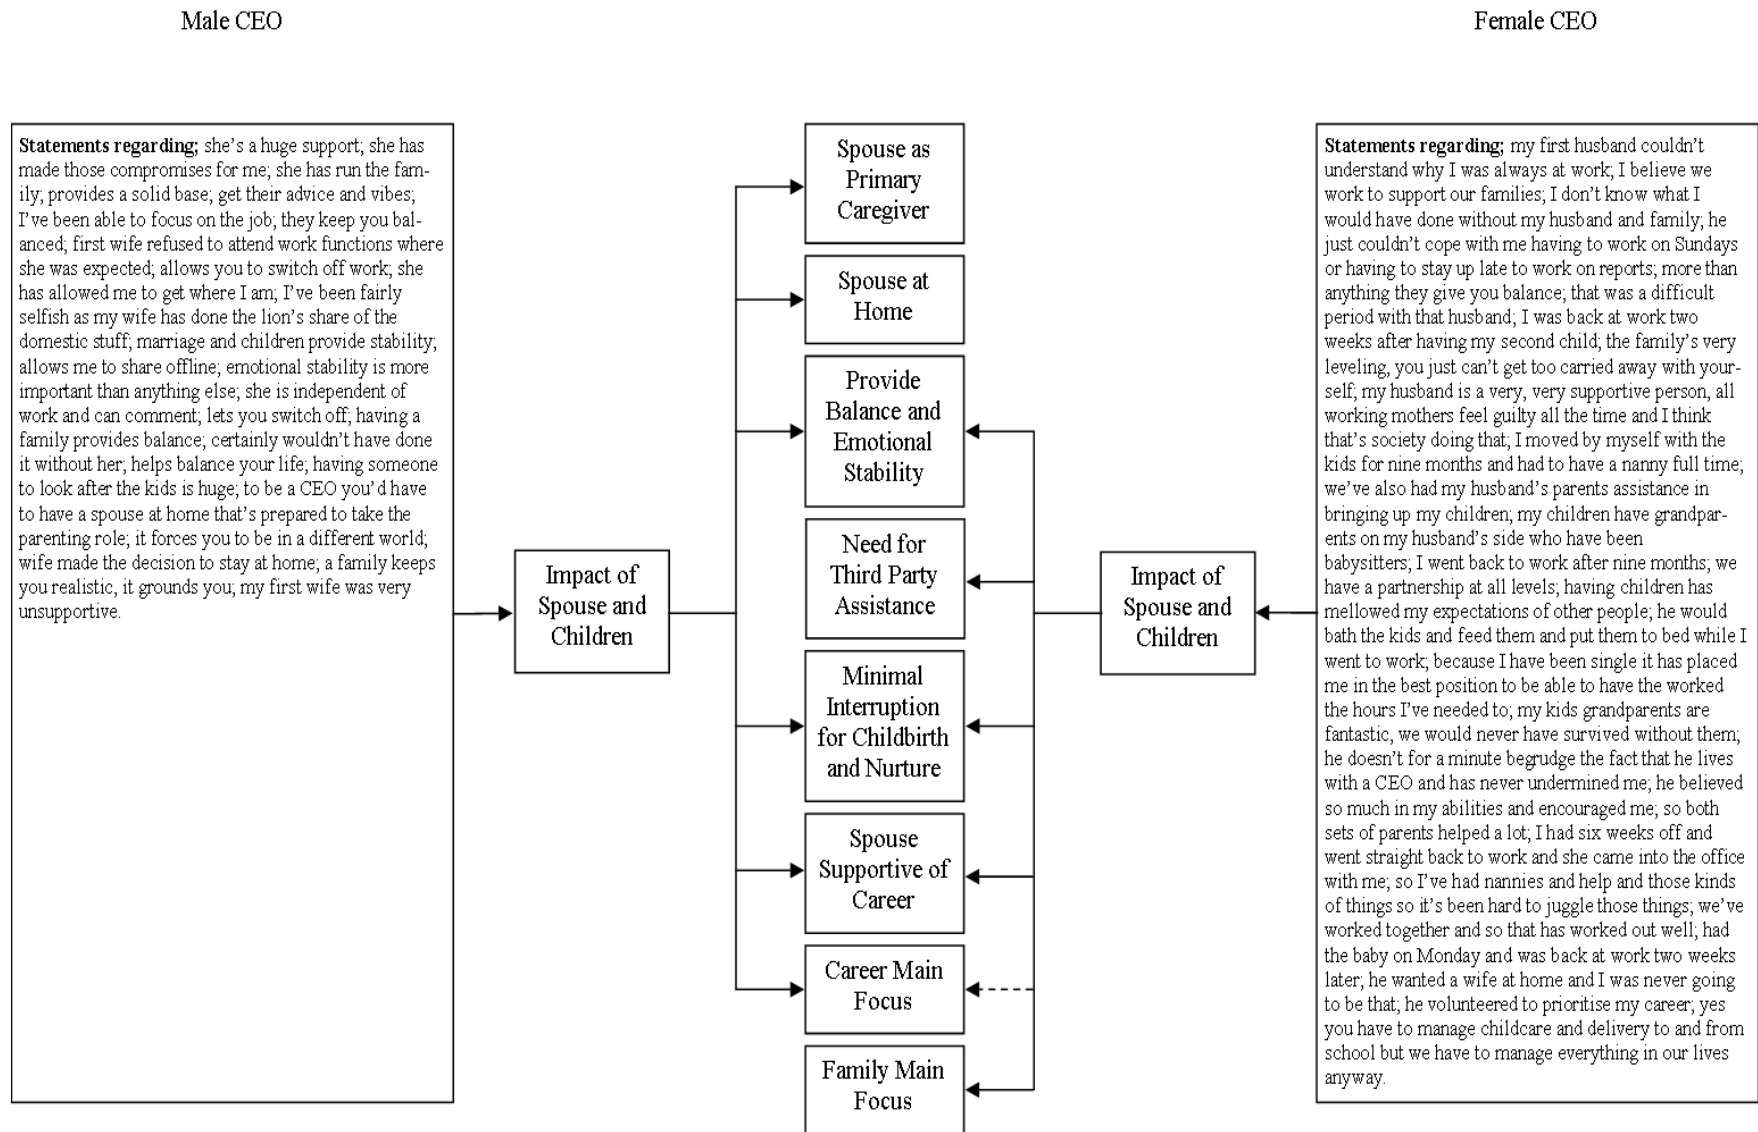 Male CEO
Female CEO
Statements regarding; she's a huge support; she has
made those compromises for me; she has run the fam-
ily; provides a solid base; get their advice and vibes;
I've been able to focus on the job; they keep you bal-
anced; first wife refused to attend work functions where
she was expected; allows you to switch off work; she
has allowed me to get where I am; I've been fairly
selfish as my wife has done the lion's share of the
domestic stuff; marriage and children provide stability;
allows me to share offline; emotional stability is more
important than anything else; she is independent of
work and can comment; lets you switch off; having a
family provides balance; certainly wouldn't have done
it without her; helps balance your life; having someone
to look after the kids is huge; to be a CEO you'd have
to have a spouse at home that's prepared to take the
parenting role; it forces you to be in a different world;
wife made the decision to stay at home; a family keeps
you realistic, it grounds you; my first wife was very
unsupportive.
Impact of
Spouse and
Children
Spouse as
Primary
Caregiver
Spouse at
Home
Provide
Balance and
Emotional
Stability
Need for
Third Party
Assistance
Minimal
Interruption
for Childbirth
and Nurture
Spouse
Supportive of
Career
Career Main
Focus
Family Main
Focus
Impact of
Spouse and
Children
Statements regarding; my first husband couldn't
understand why I was always at work; I believe we
work to support our families; I don't know what I
would have done without my husband and family; he
just couldn't cope with me having to work on Sundays
or having to stay up late to work on reports; more than
anything they give you balance; that was a difficult
period with that husband; I was back at work two
weeks after having my second child; the family's very
leveling, you just can't get too carried away with your-
self; my husband is a very, very supportive person, all
working mothers feel guilty all the time and I think
that's society doing that; I moved by myself with the
kids for nine months and had to have a nanny full time;
we've also had my husband's parents assistance in
bringing up my children; my children have grandpar-
ents on my husband's side who have been
babysitters; I went back to work after nine months; we
have a partnership at all levels; having children has
mellowed my expectations of other people; he would
bath the kids and feed them and put them to bed while I
went to work; because I have been single it has placed
me in the best position to be able to have the worked
the hours I've needed to; my kids grandparents are
fantastic, we would never have survived without them;
he doesn't for a minute begrudge the fact that he lives
with a CEO and has never undermined me; he believed
so much in my abilities and encouraged me; so both
sets of parents helped a lot; I had six weeks off and
went straight back to work and she came into the office
with me; so I've had nannies and help and those kinds
of things so it's been hard to juggle those things; we've
worked together and so that has worked out well; had
the baby on Monday and was back at work two weeks
later; he wanted a wife at home and I was never going
to be that; he volunteered to prioritise my career; yes
you have to manage childcare and delivery to and from
school but we have to manage everything in our lives
anyway.